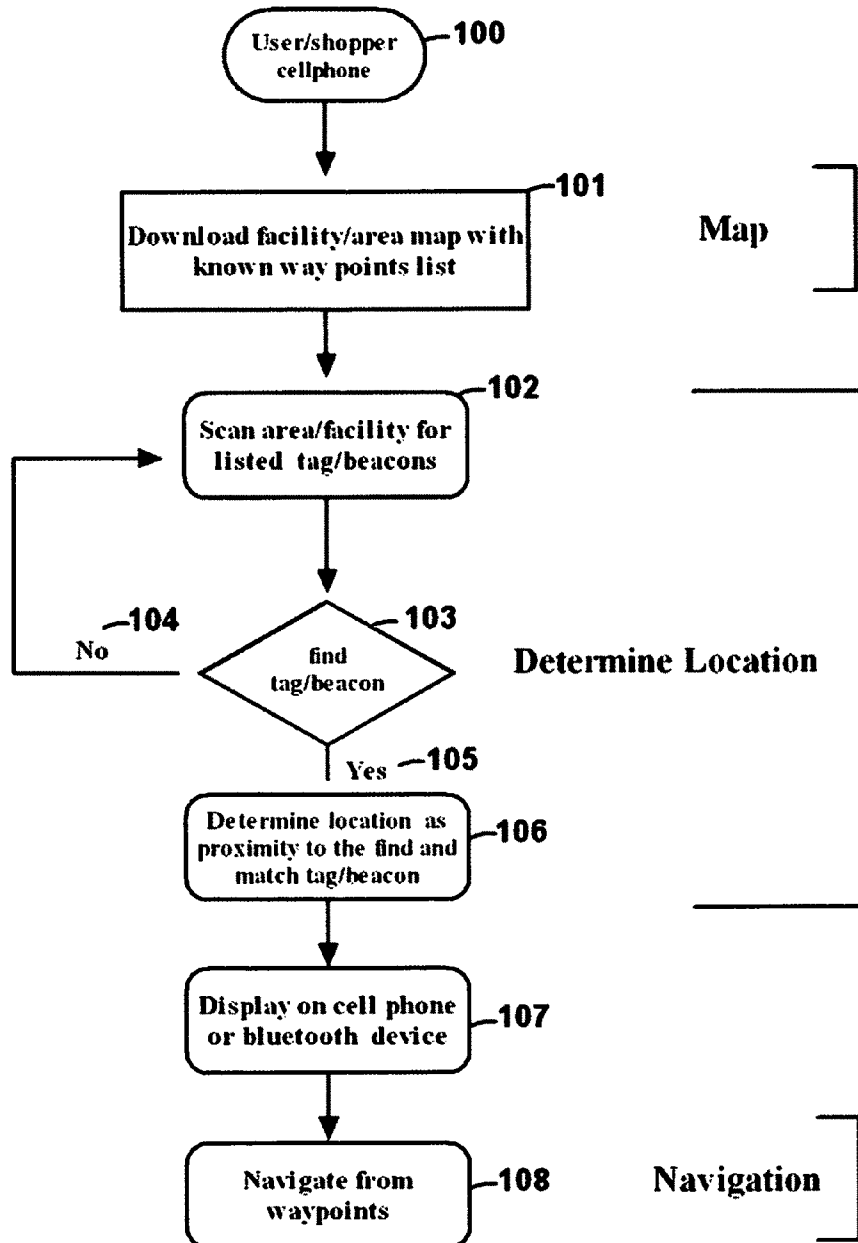 User/shopper
cellphone
100
101
Download facility/area map with
known way points list
Map
102
Scan area/facility for
listed tag/beacons
104
No
103
find
tag/beacon
Determine Location
Yes
105
Determine location as
proximity to the find and
match tag/beacon
106
Display on cell phone
or bluetooth device
107
Navigate from
waypoints
108
Navigation